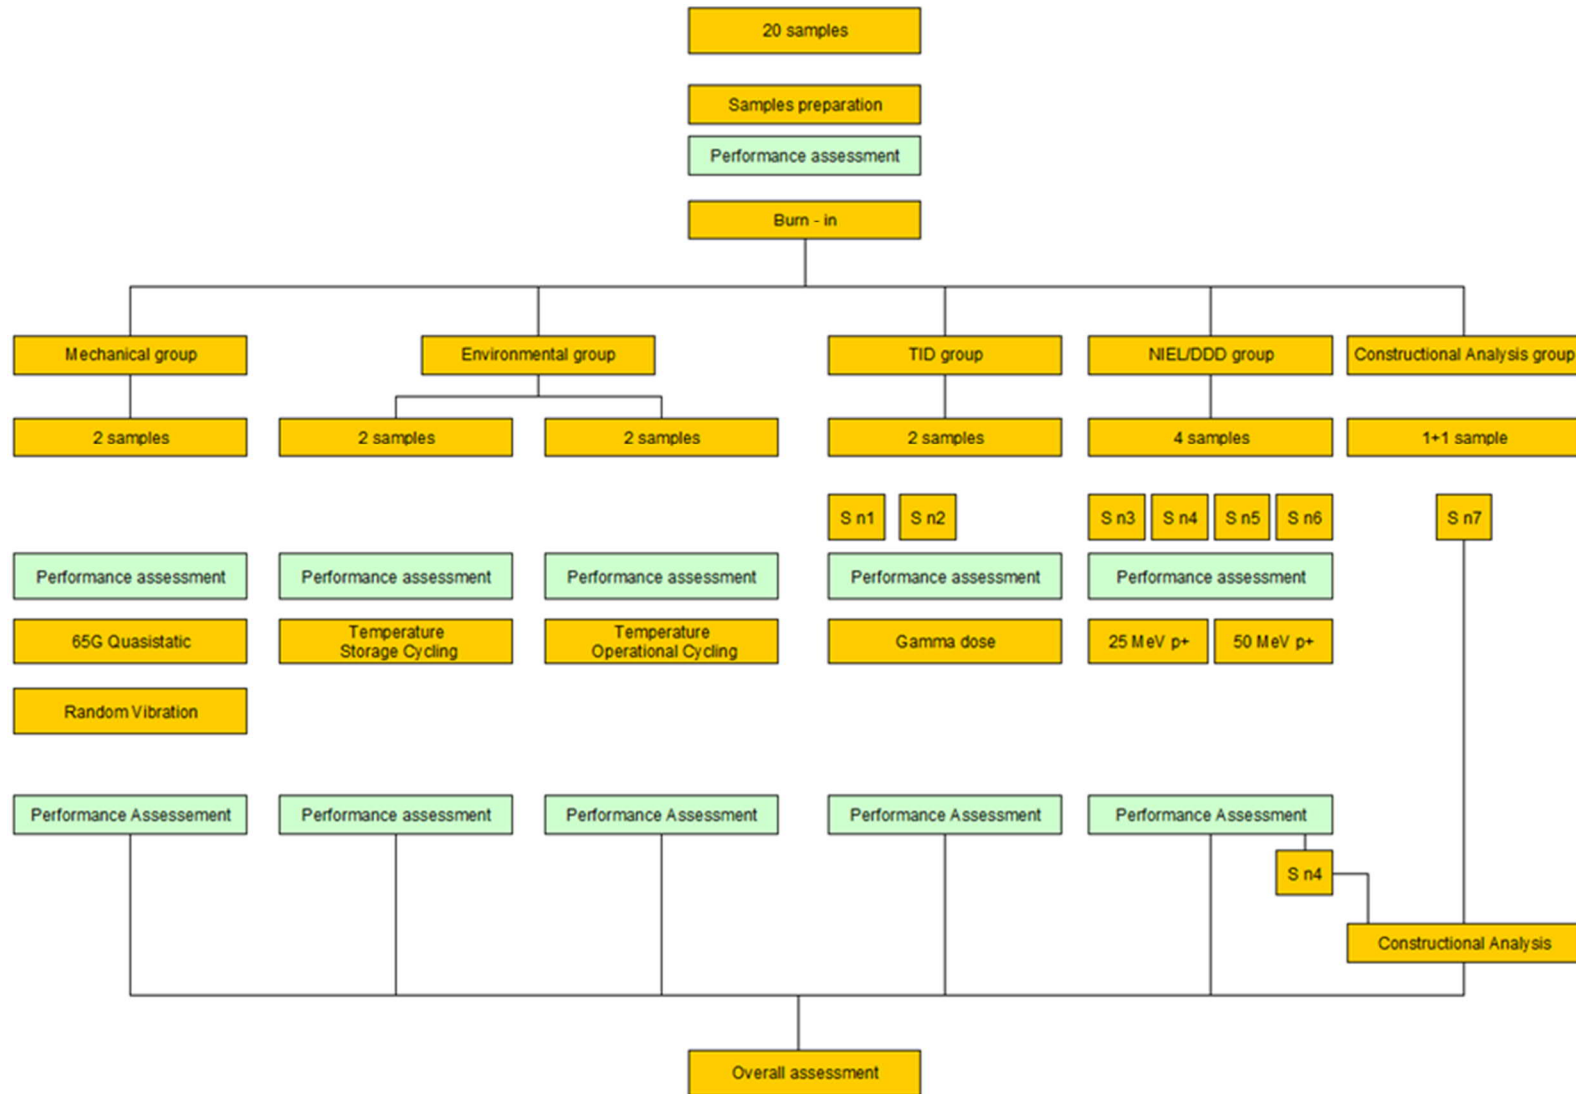 20 samples
Samples preparation
Performance assessment
Burn - in
Mechanical group
Environmental group
TID group
NIEL/DDD group
Constructional Analysis group
2 samples
2 samples
2 samples
2 samples
4 samples
1+1 sample
S n1
S n2
S n3
S n4
S n5
S n6
S n7
Performance assessment
Performance assessment
Performance assessment
Performance assessment
Performance assessment
65G Quasistatic
Temperature
Storage Cycling
Temperature
Operational Cycling
Gamma dose
25 MeV p+
50 MeV p+
Random Vibration
Performance Assessement
Performance assessment
Performance Assessment
Performance Assessment
Performance Assessment
S n4
Constructional Analysis
Overall assessment